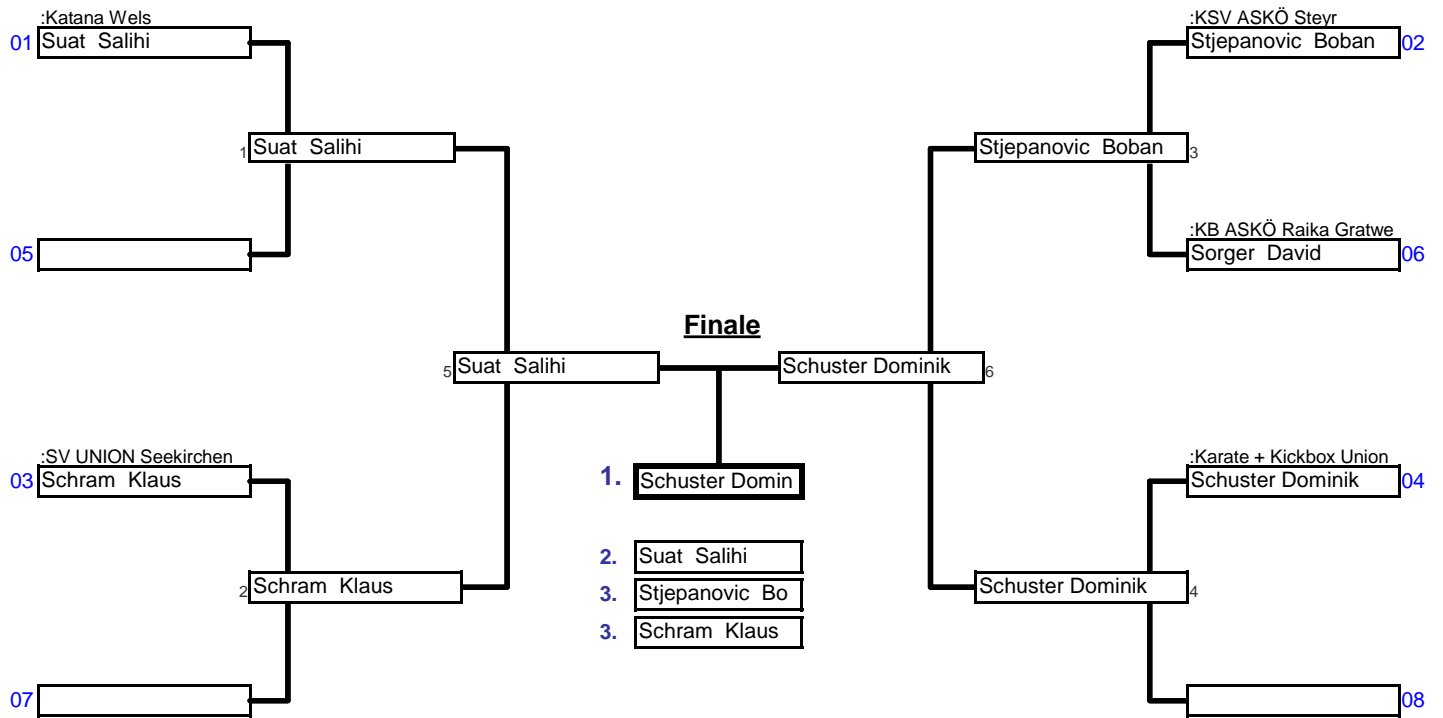 :Katana Wels
01 Suat Salihi
:KSV ASKÖ Steyr
Stjepanovic Boban 02
1 Suat Salihi
Stjepanovic Boban 3
05
:KB ASKÖ Raika Gratwe
Sorger David 06
Finale
5 Suat Salihi
Schuster Dominik 6
:SV UNION Seekirchen
03 Schram Klaus
1. Schuster Domin
:Karate + Kickbox Union
Schuster Dominik 04
2. Suat Salihi
3. Stjepanovic Bo
3. Schram Klaus
2 Schram Klaus
Schuster Dominik 4
07
08